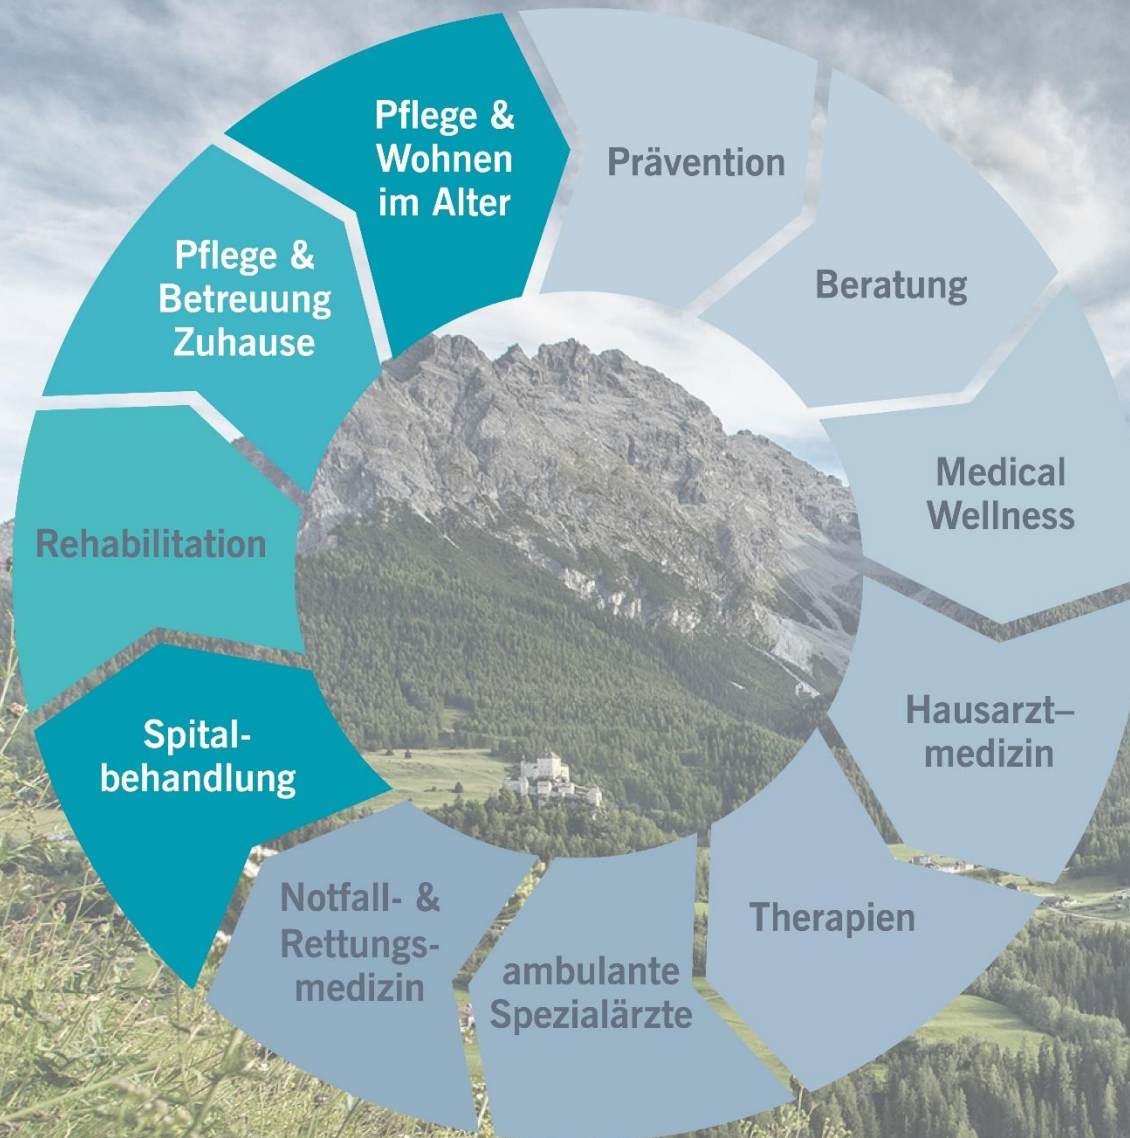 Pflege &
Wohnen
im Alter
Prävention
Beratung
Medical
Wellness
Hausarzt–
medizin
Therapien
ambulante
Spezialärzte
Notfall- &
Rettungs-
medizin
Spital-
behandlung
Rehabilitation
Pflege &
Betreuung
Zuhause